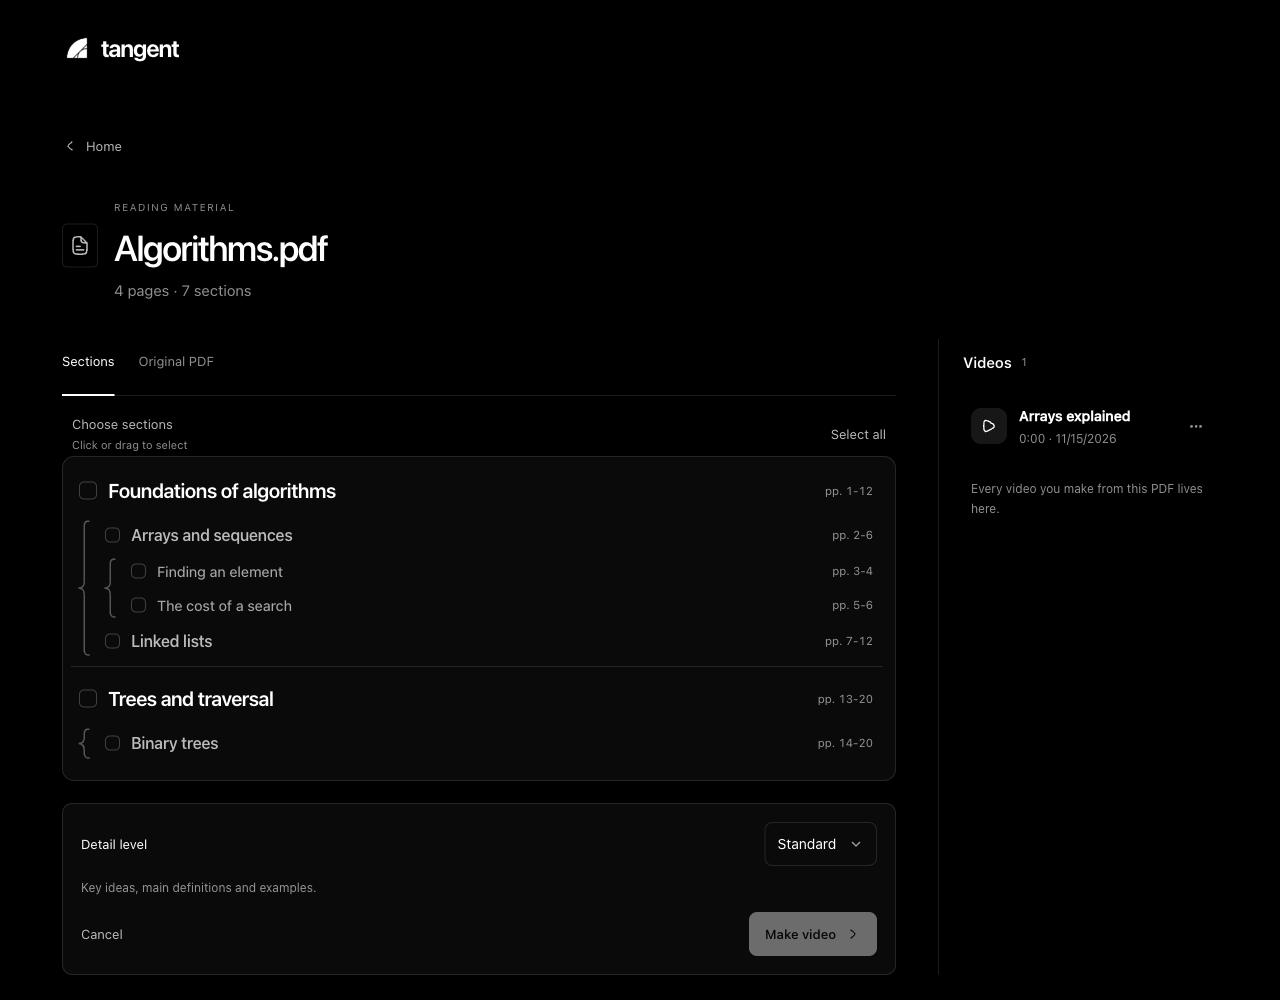 tangent
Home
READING MATERIAL
Algorithms.pdf
4 pages · 7 sections
Sections
Original PDF
Choose sections
Click or drag to select
Select all
Foundations of algorithms
pp. 1-12
Arrays and sequences
pp. 2-6
Finding an element
pp. 3-4
The cost of a search
pp. 5-6
Linked lists
pp. 7-12
Trees and traversal
pp. 13-20
Binary trees
pp. 14-20
Detail level
Standard
Key ideas, main definitions and examples.
Cancel
Make video
Videos 1
Arrays explained
0:00 · 11/15/2026
Every video you make from this PDF lives
here.